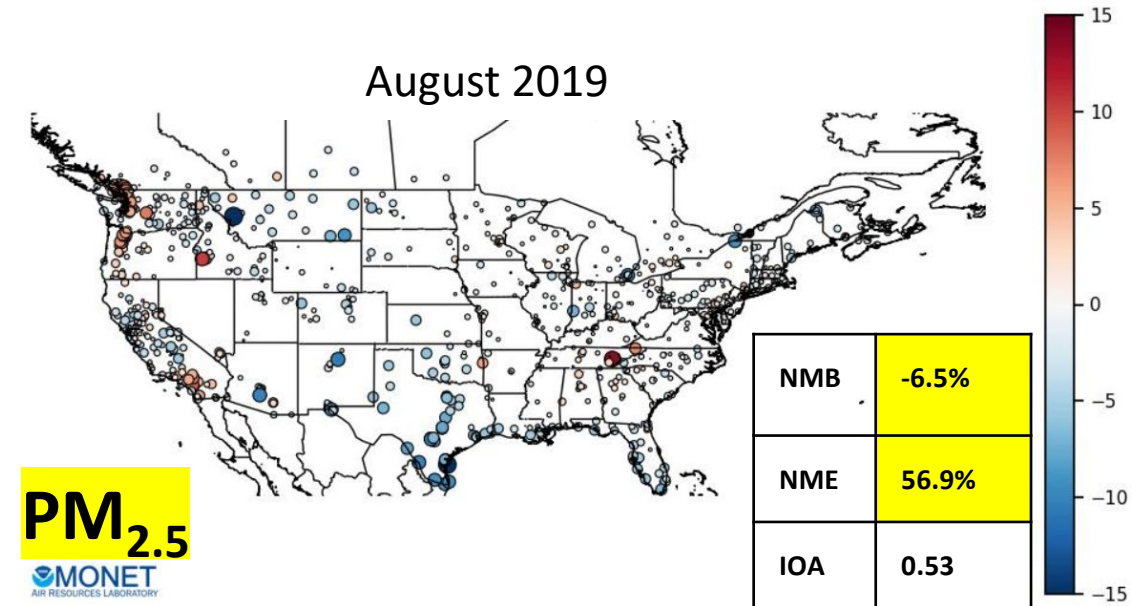 August 2019
15
10
5
0
−5
−10
−15
NMB -6.5%
NME 56.9%
IOA 0.53
PM2.5
MONET
AIR RESOURCES LABORATORY